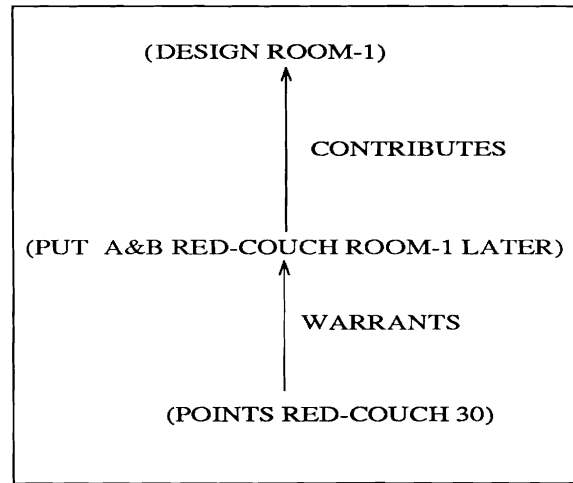 (DESIGN ROOM-1)
CONTRIBUTES
(PUT A&B RED-COUCH ROOM-1 LATER)
WARRANTS
(POINTS RED-COUCH 30)